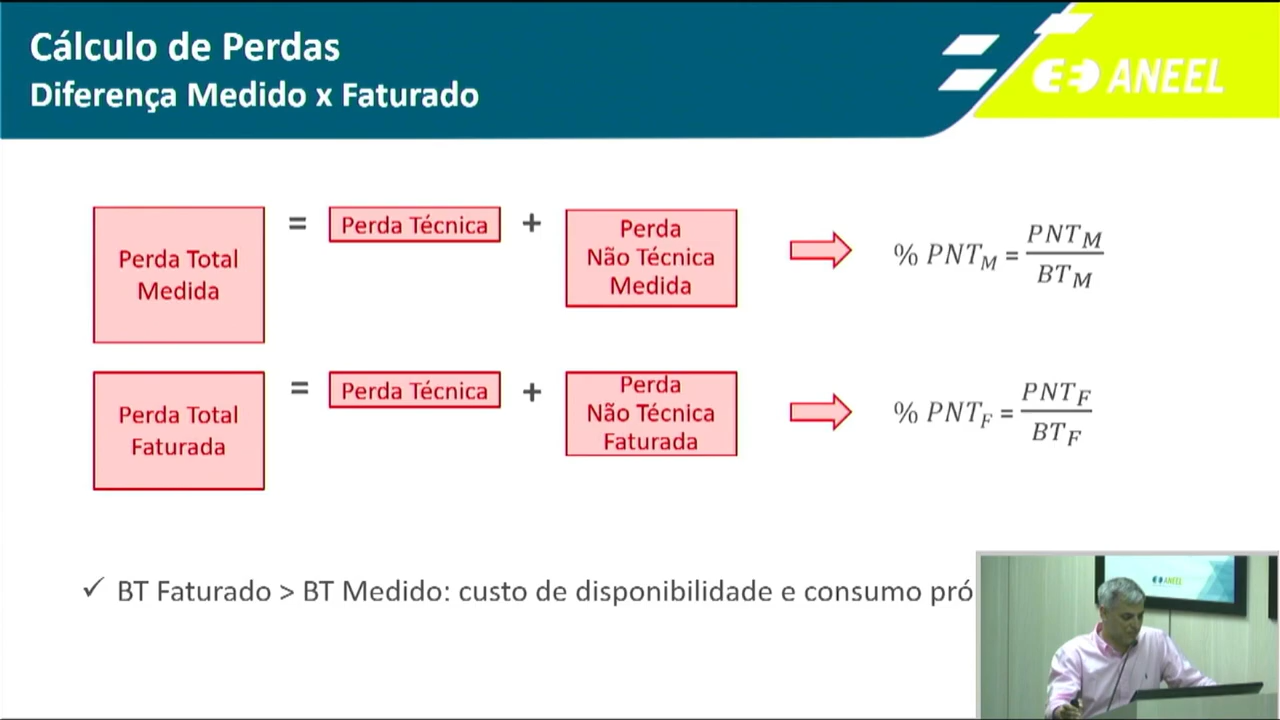 Cálculo de Perdas
Diferença Medido x Faturado
ANEEL
Perda Total
Medida
=
Perda Técnica
+
Perda
Não Técnica
Medida
% PNT_M = PNT_M / BT_M
Perda Total
Faturada
=
Perda Técnica
+
Perda
Não Técnica
Faturada
% PNT_F = PNT_F / BT_F
✓ BT Faturado > BT Medido: custo de disponibilidade e consumo pró
ANEEL